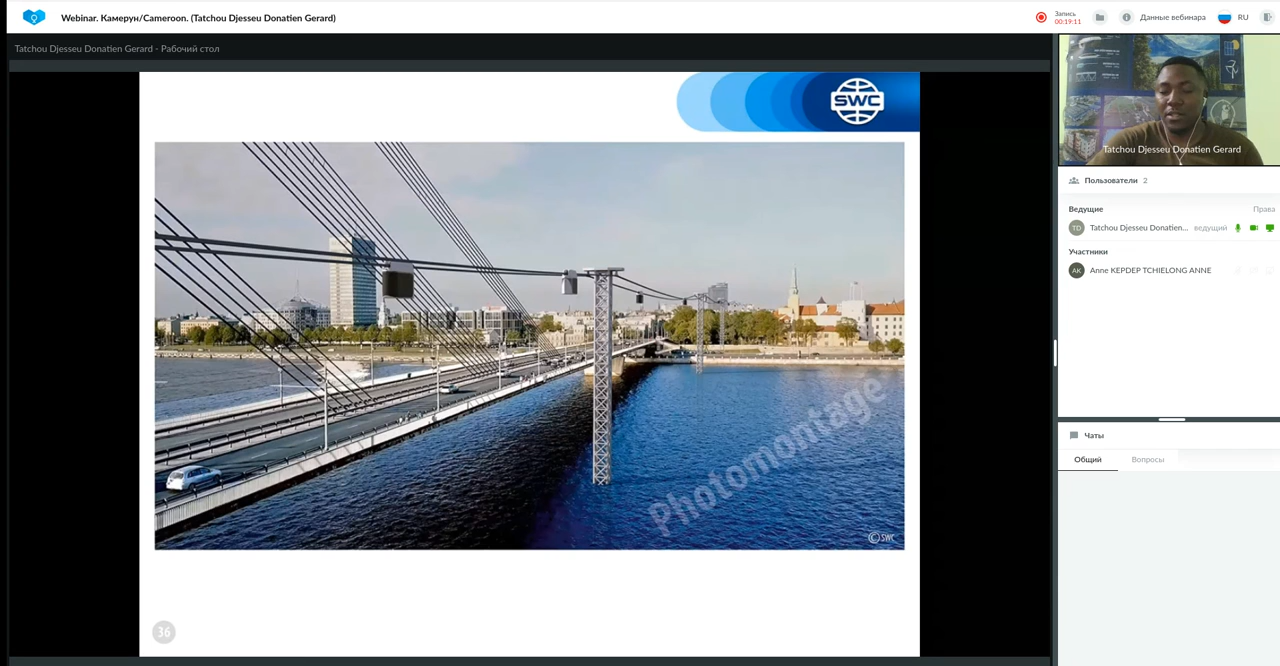 Webinar. Камерун/Cameroon. (Tatchou Djesseu Donatien Gerard)
Запись
00:19:11
Данные вебинара
RU
Tatchou Djesseu Donatien Gerard - Рабочий стол
SWC
Photomontage
© SWC
36
Tatchou Djesseu Donatien Gerard
Пользователи 2
Ведущие Права
TD Tatchou Djesseu Donatien... ведущий
Участники
AK Anne KEPDEP TCHIELONG ANNE
Чаты
Общий Вопросы